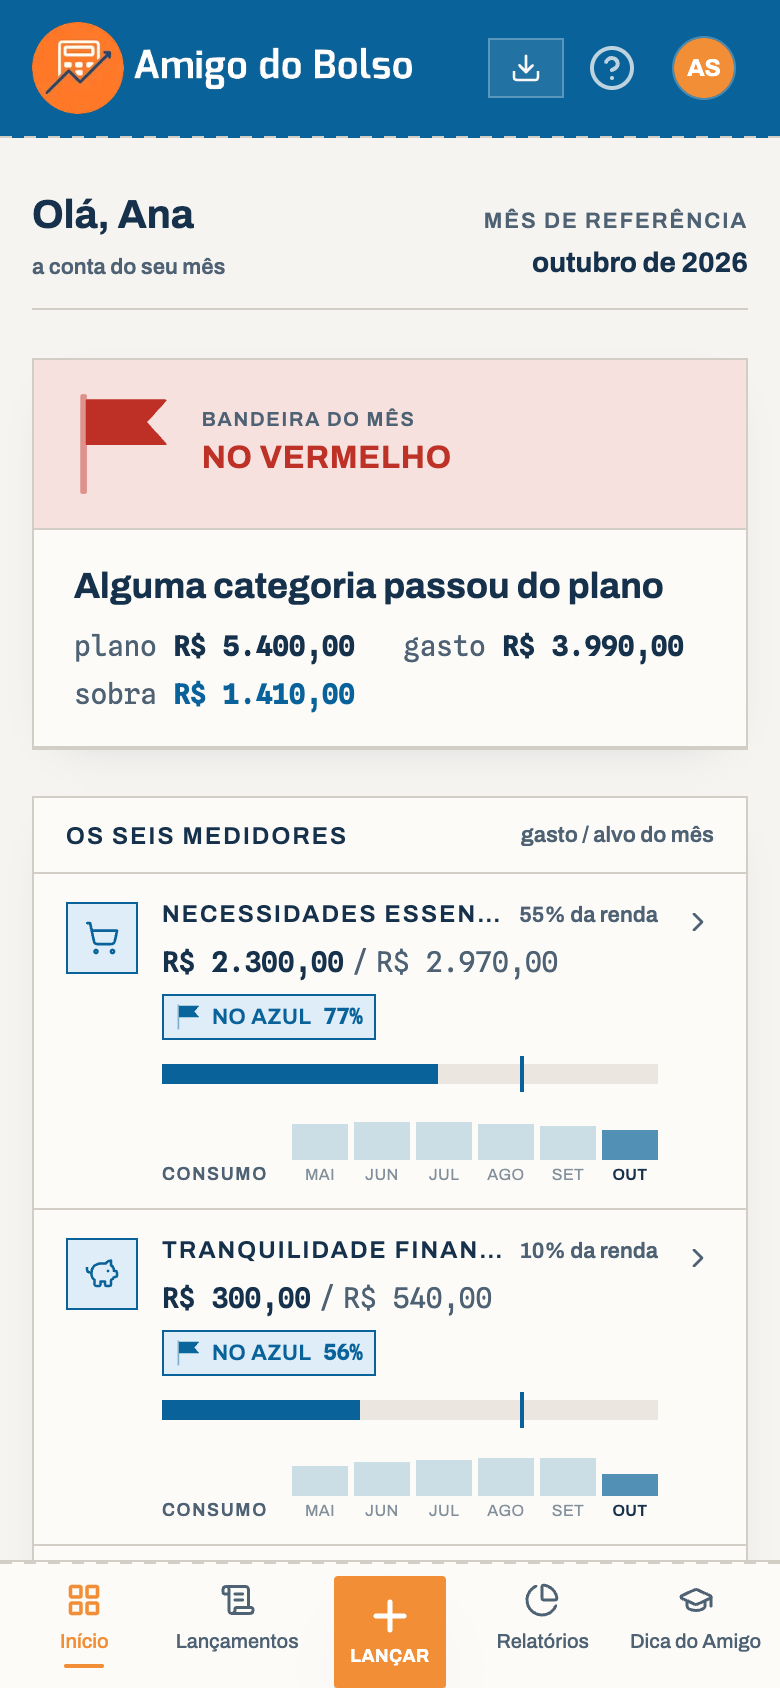 Amigo do Bolso
AS
Olá, Ana
a conta do seu mês
MÊS DE REFERÊNCIA
outubro de 2026
BANDEIRA DO MÊS
NO VERMELHO
Alguma categoria passou do plano
plano R$ 5.400,00 gasto R$ 3.990,00
sobra R$ 1.410,00
OS SEIS MEDIDORES gasto / alvo do mês
NECESSIDADES ESSEN... 55% da renda
R$ 2.300,00 / R$ 2.970,00
NO AZUL 77%
CONSUMO MAI JUN JUL AGO SET OUT
TRANQUILIDADE FINAN... 10% da renda
R$ 300,00 / R$ 540,00
NO AZUL 56%
CONSUMO MAI JUN JUL AGO SET OUT
Início Lançamentos LANÇAR Relatórios Dica do Amigo